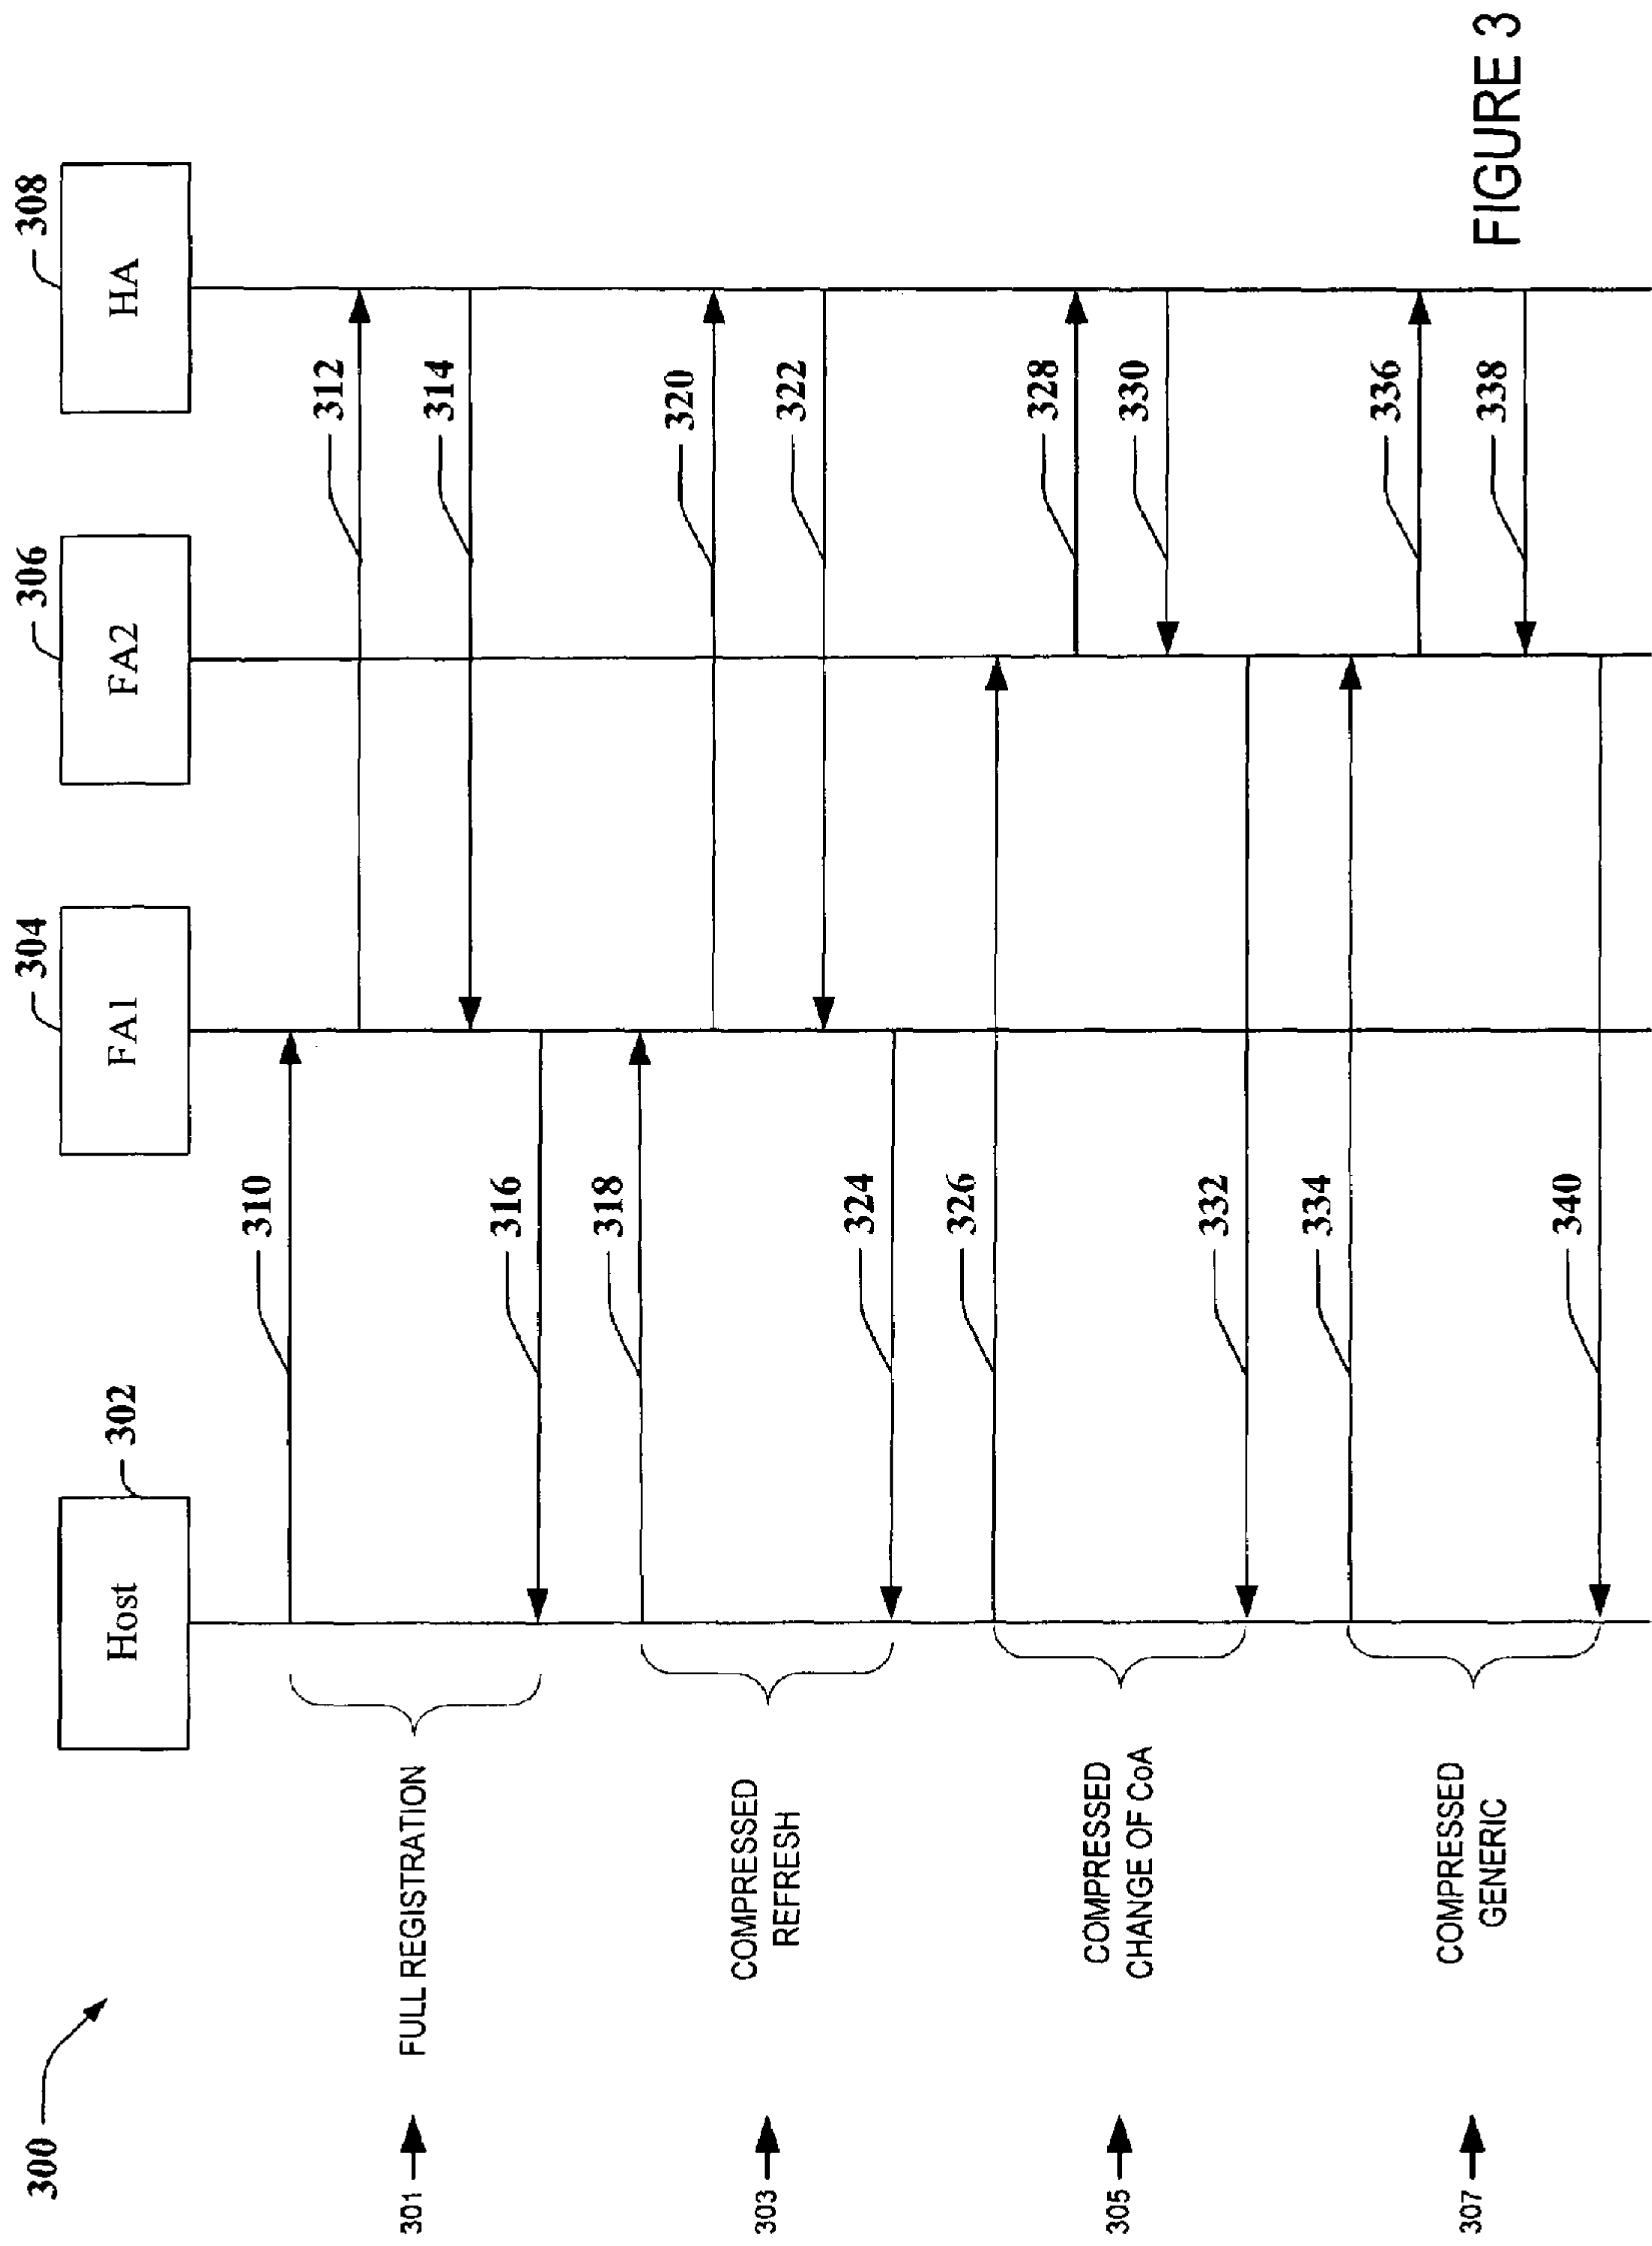 300
Host
302
FA1
304
FA2
306
HA
308
301
FULL REGISTRATION
310
312
314
316
303
COMPRESSED
REFRESH
318
320
322
324
305
COMPRESSED
CHANGE OF CoA
326
328
330
332
307
COMPRESSED
GENERIC
334
336
338
340
FIGURE 3